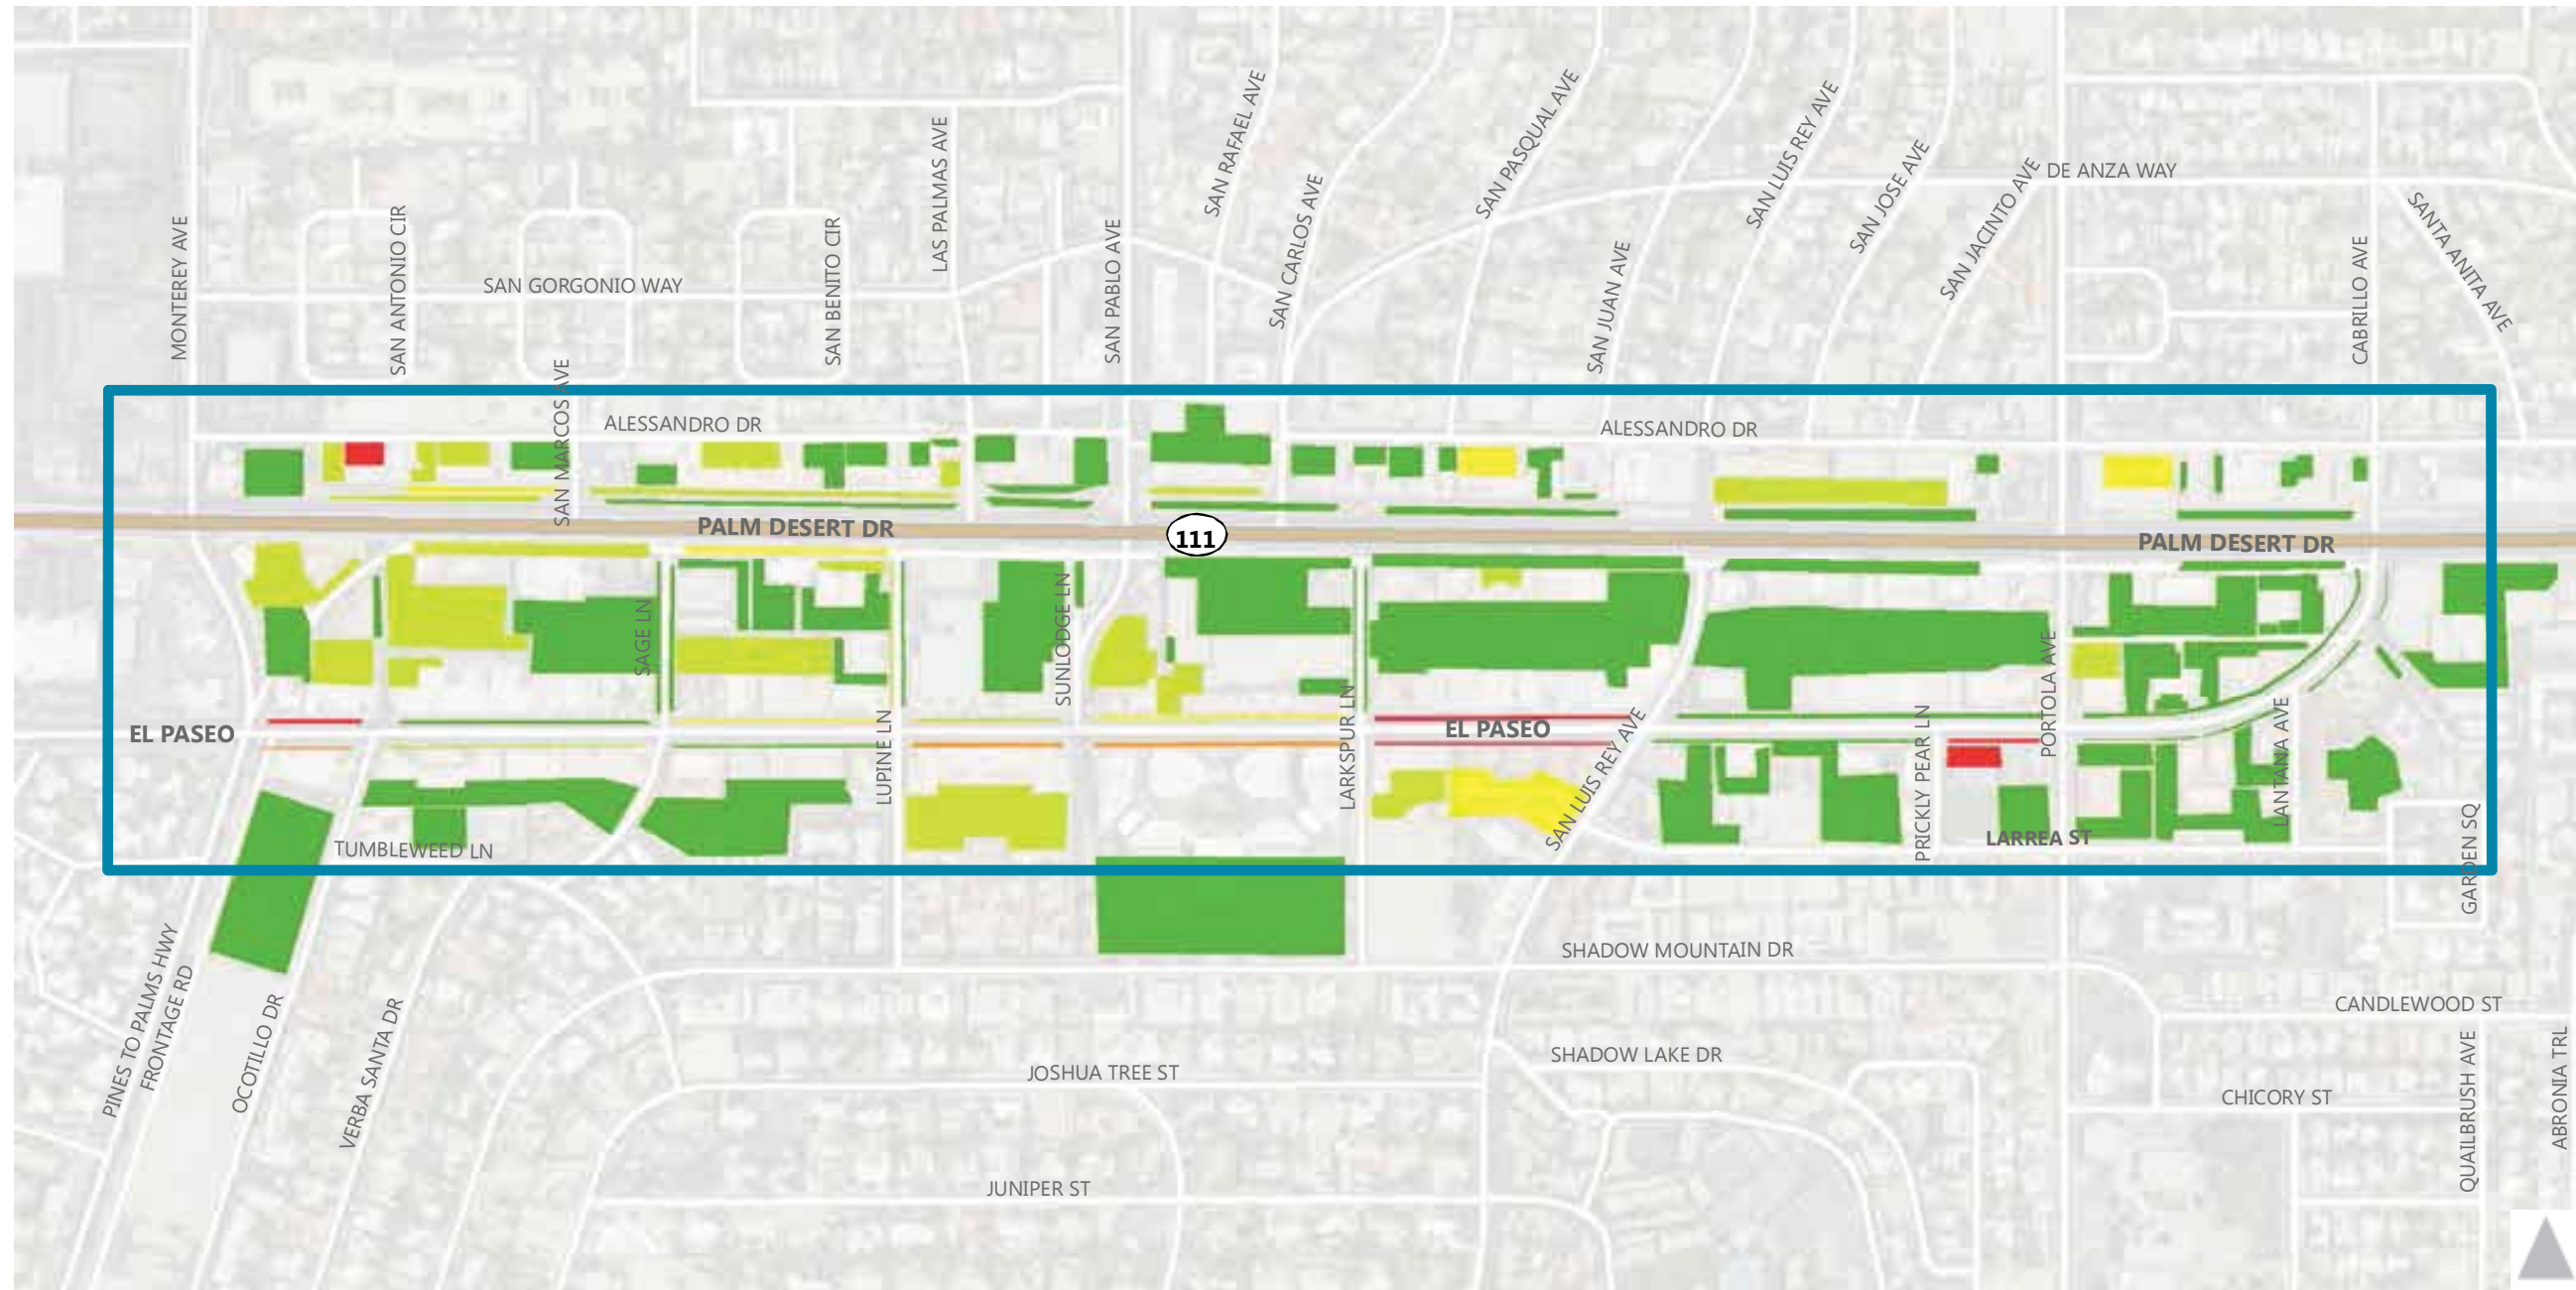 SAN RAFAEL AVE
SAN PASQUAL AVE
SAN LUIS REY AVE
LAS PALMAS AVE
SAN JOSE AVE
SAN JACINTO AVE
DE ANZA WAY
SAN CARLOS AVE
SANTA ANITA AVE
MONTEREY AVE
SAN ANTONIO CIR
SAN GORGONIO WAY
SAN BENITO CIR
SAN PABLO AVE
SAN JUAN AVE
CABRILLO AVE
SAN MARCOS AVE
ALESSANDRO DR
ALESSANDRO DR
PALM DESERT DR
111
PALM DESERT DR
SAGE LN
SUNLODGE LN
PORTOLA AVE
EL PASEO
LUPINE LN
LARKSPUR LN
EL PASEO
SAN LUIS REY AVE
PRICKLY PEAR LN
LANTANA AVE
TUMBLEWEED LN
LARREA ST
GARDEN SQ
PINES TO PALMS HWY
FRONTAGE RD
OCOTILLO DR
VERBA SANTA DR
SHADOW MOUNTAIN DR
CANDLEWOOD ST
SHADOW LAKE DR
JOSHUA TREE ST
CHICORY ST
QUAILBRUSH AVE
ABRONIA TRL
JUNIPER ST